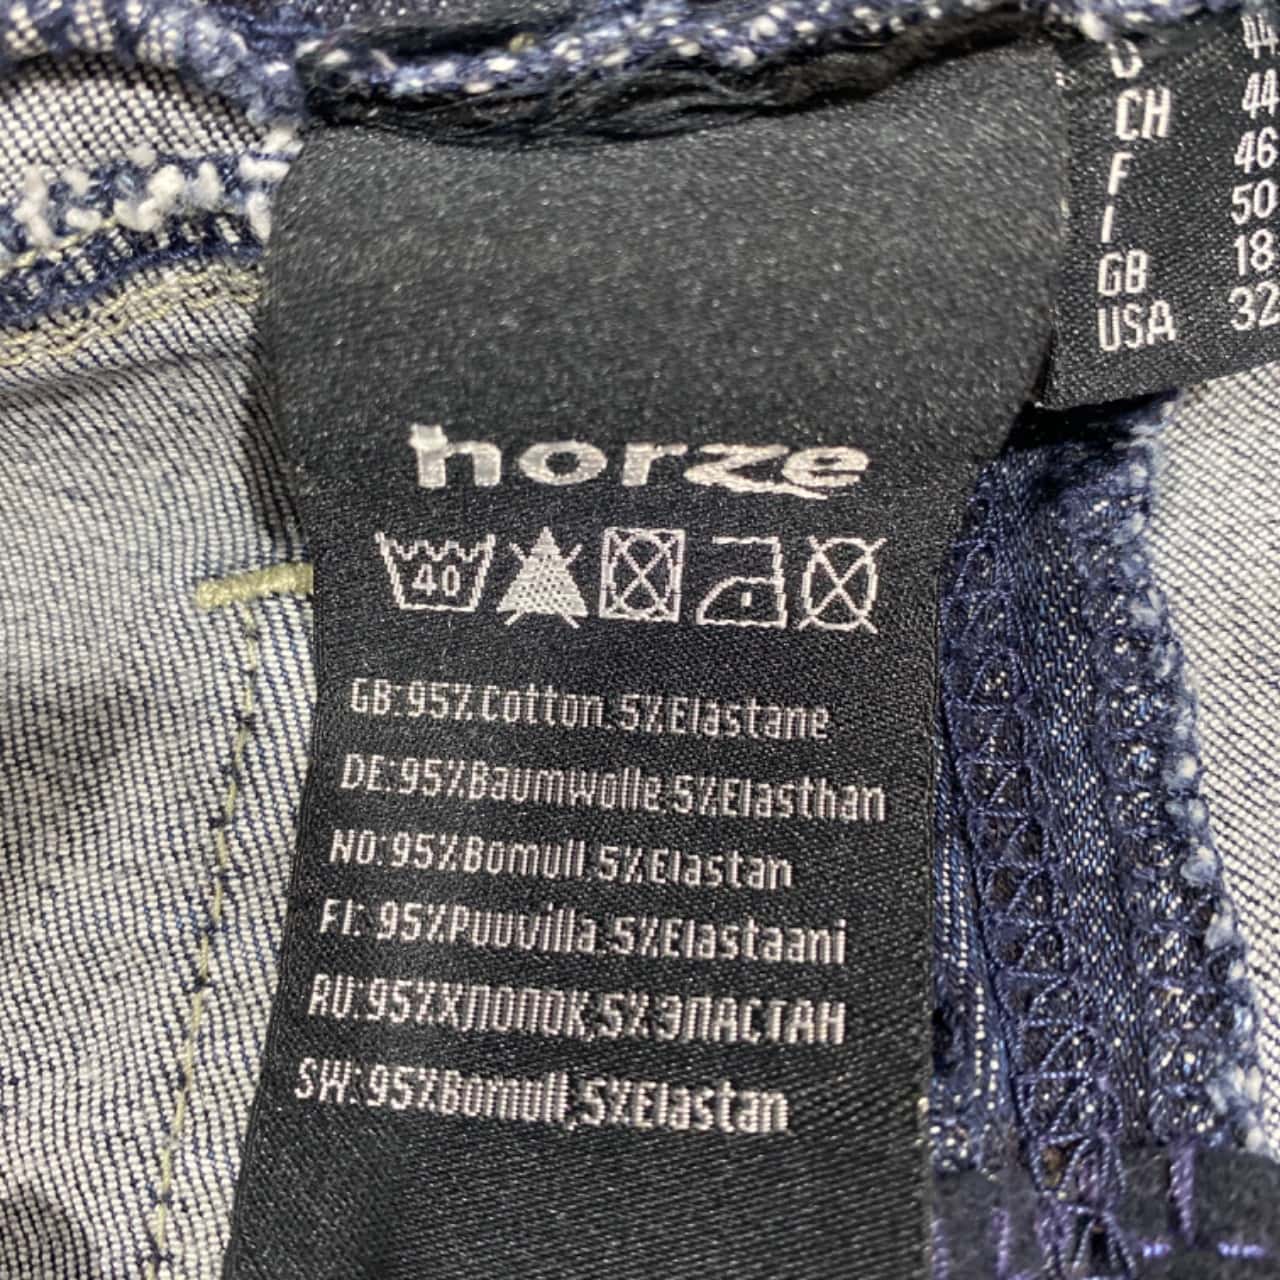 D 44
CH 44
F 46
I 50
GB 18
USA 32
horze
40
GB:95%Cotton.5%Elastane
DE:95%Baumwolle.5%Elasthan
NO:95%Bomull.5%Elastan
FI:95%Puuvilla.5%Elastaani
RU:95%Хлопок,5%ЭЛАСТАН
SW:95%Bomull,5%Elastan